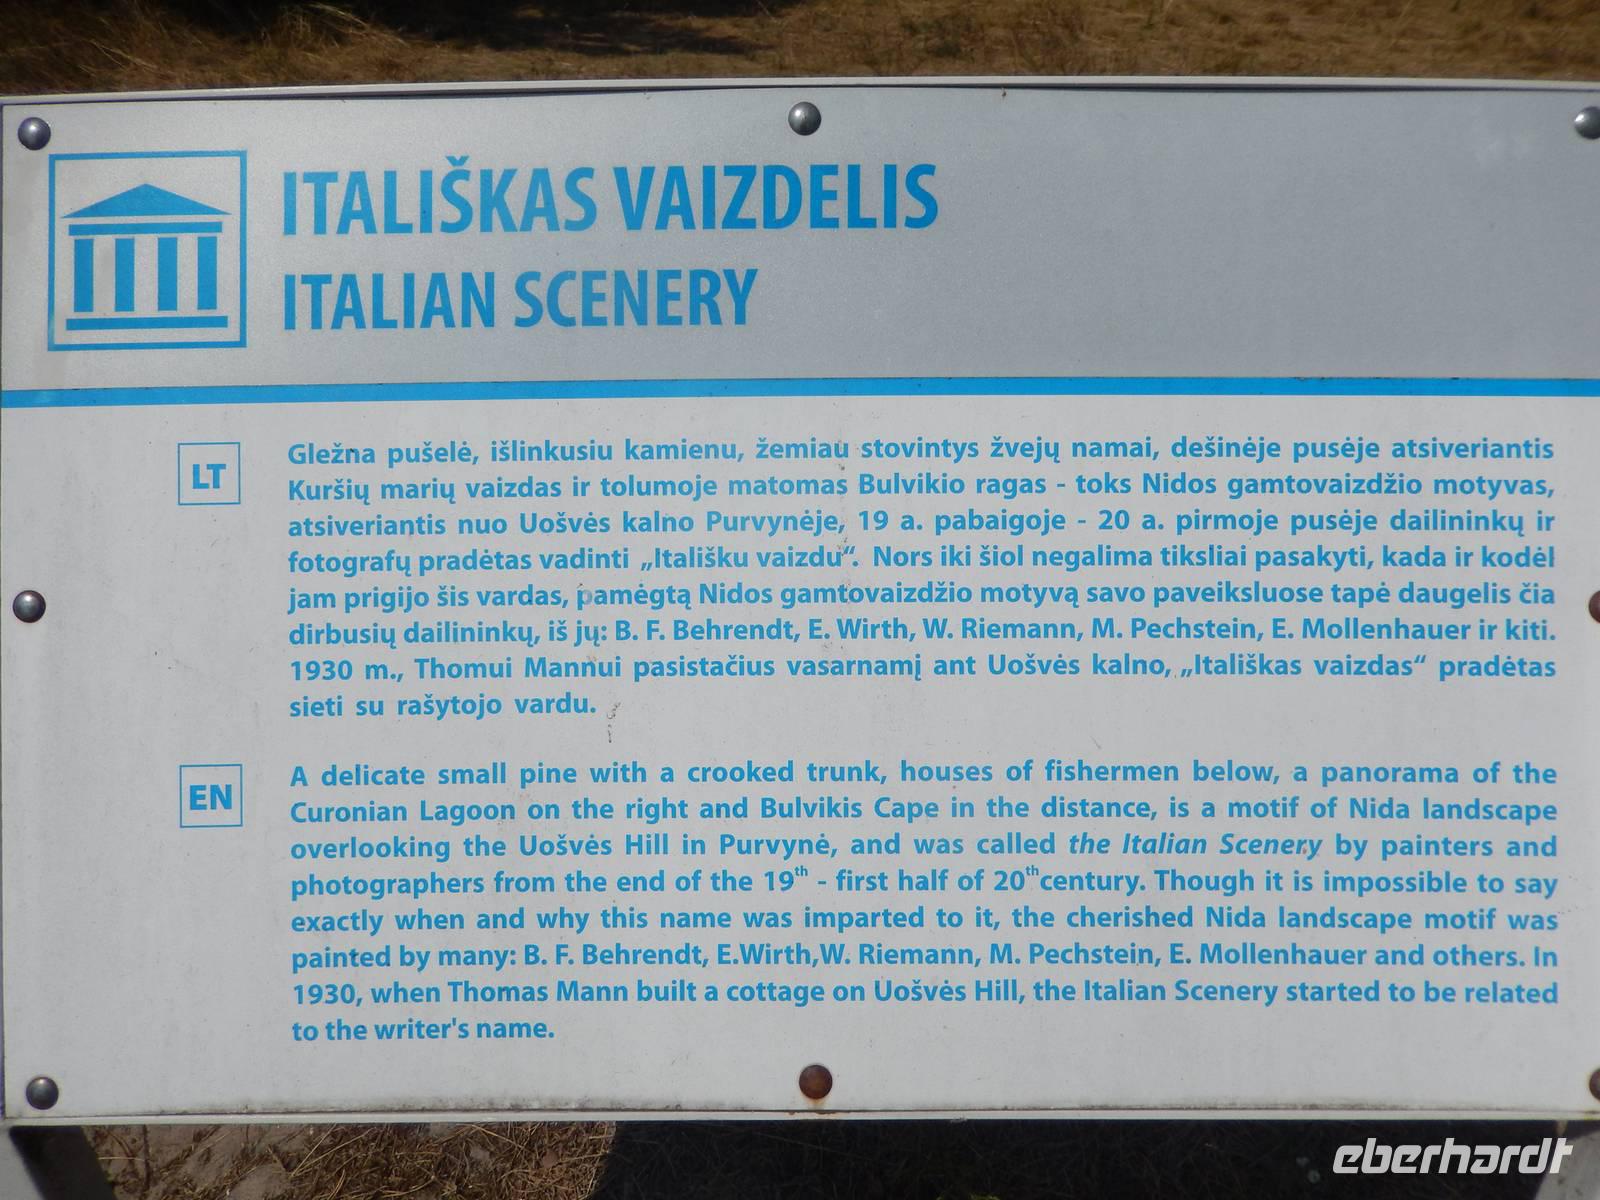 ITALIŠKAS VAIZDELIS
ITALIAN SCENERY
LT
Gležna pušelė, išlinkusiu kamienu, žemiau stovintys žvejų namai, dešinėje pusėje atsiveriantis
Kuršių marių vaizdas ir tolumoje matomas Bulvikio ragas - toks Nidos gamtovaizdžio motyvas,
atsiveriantis nuo Uošvės kalno Purvynėje, 19 a. pabaigoje - 20 a. pirmoje pusėje dailininkų ir
fotografų pradėtas vadinti „Itališku vaizdu“. Nors iki šiol negalima tiksliai pasakyti, kada ir kodėl
jam prigijo šis vardas, pamėgtą Nidos gamtovaizdžio motyvą savo paveiksluose tapė daugelis čia
dirbusių dailininkų, iš jų: B. F. Behrendt, E. Wirth, W. Riemann, M. Pechstein, E. Mollenhauer ir kiti.
1930 m., Thomui Mannui pasistačius vasarnamį ant Uošvės kalno, „Itališkas vaizdas“ pradėtas
sieti su rašytojo vardu.
EN
A delicate small pine with a crooked trunk, houses of fishermen below, a panorama of the
Curonian Lagoon on the right and Bulvikis Cape in the distance, is a motif of Nida landscape
overlooking the Uošvės Hill in Purvynė, and was called the Italian Scenery by painters and
photographers from the end of the 19th - first half of 20th century. Though it is impossible to say
exactly when and why this name was imparted to it, the cherished Nida landscape motif was
painted by many: B. F. Behrendt, E.Wirth,W. Riemann, M. Pechstein, E. Mollenhauer and others. In
1930, when Thomas Mann built a cottage on Uošvės Hill, the Italian Scenery started to be related
to the writer's name.
eberhardt